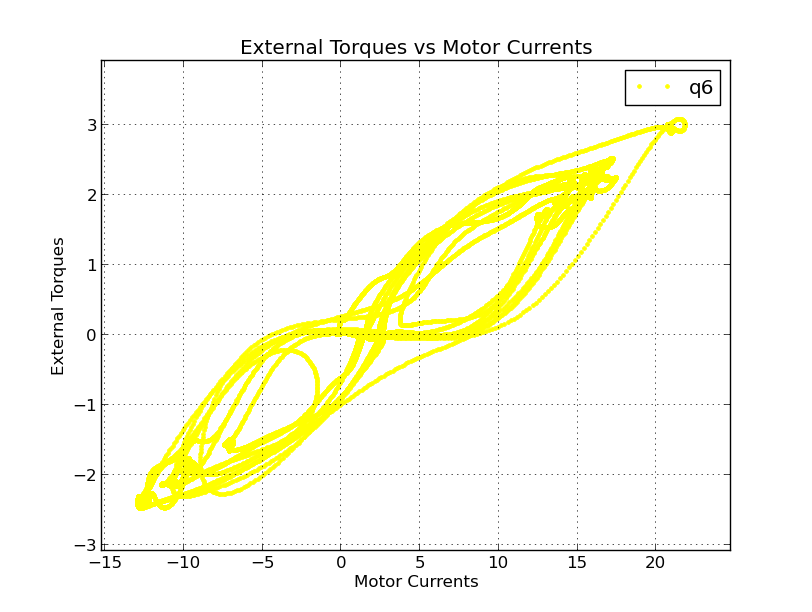 External Torques vs Motor Currents
q6
3
2
1
0
−1
−2
−3
External Torques
−15 −10 −5 0 5 10 15 20
Motor Currents